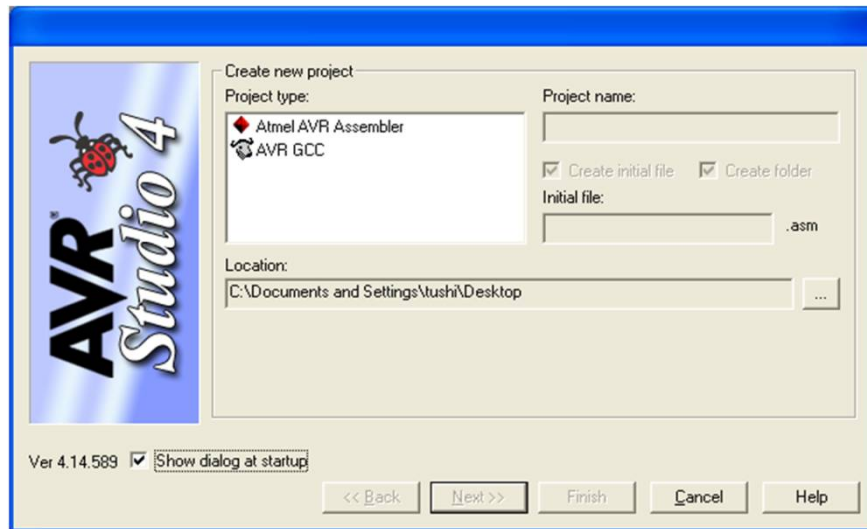 AVR® Studio 4
Create new project
Project type:
Atmel AVR Assembler
AVR GCC
Project name:
Create initial file
Create folder
Initial file:
.asm
Location:
C:\Documents and Settings\tushi\Desktop
...
Ver 4.14.589
Show dialog at startup
<< Back
Next >>
Finish
Cancel
Help